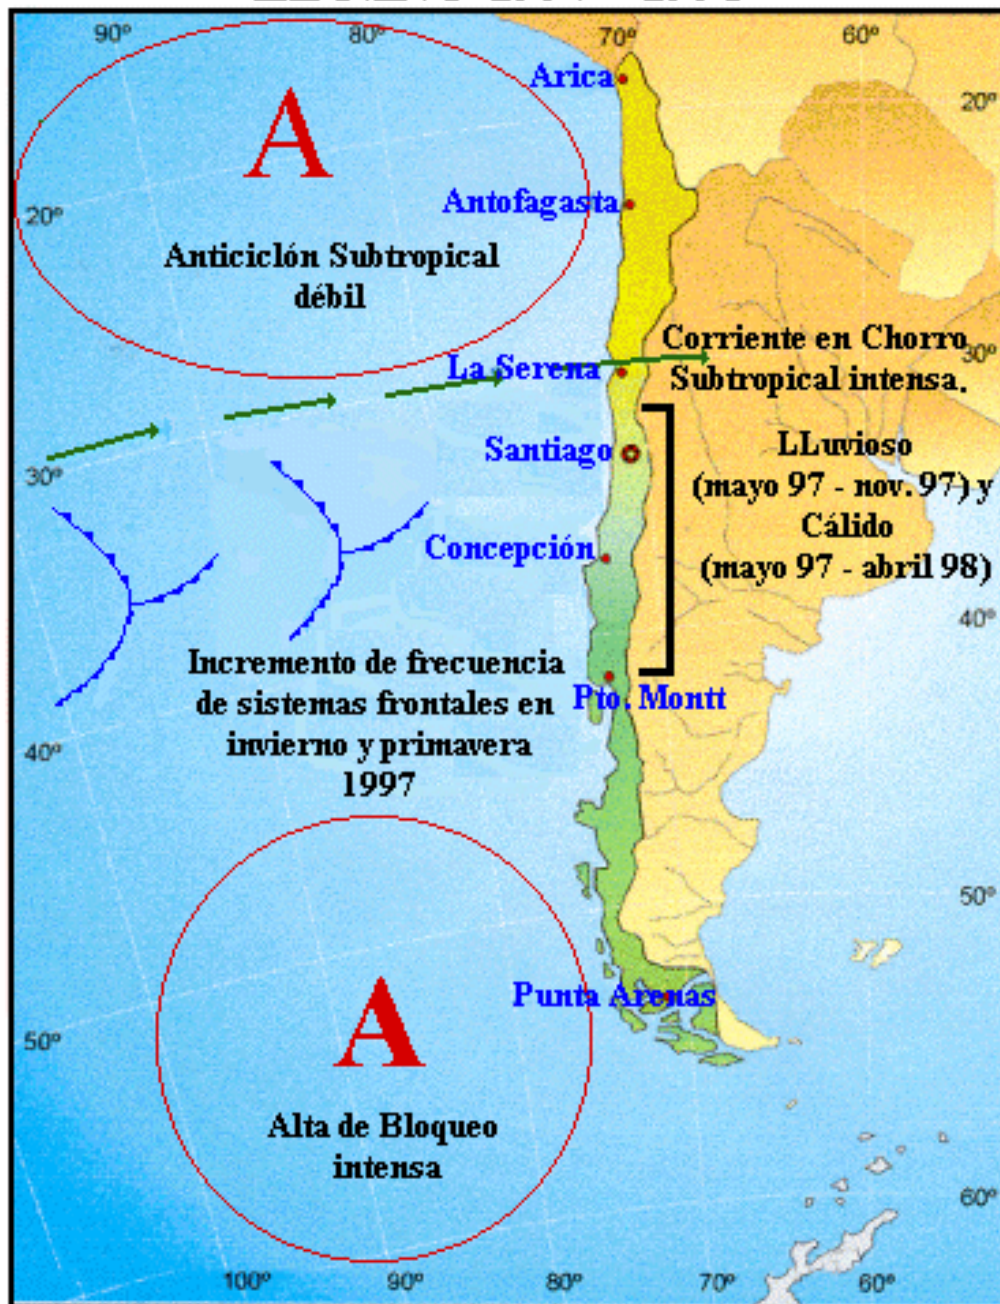 90º 80º 70º 60º
Arica
20º
A
Antofagasta
20º
Anticiclón Subtropical
débil
Corriente en Chorro
30º
Subtropical intensa.
La Serena
Santiago
LLuvioso
(mayo 97 - nov. 97) y
Cálido
(mayo 97 - abril 98)
30º
Concepción
40º
Incremento de frecuencia
de sistemas frontales en
invierno y primavera
1997
Pto. Montt
40º
50º
Punta Arenas
A
50º
Alta de Bloqueo
intensa
60º
100º 90º 80º 70º 60º